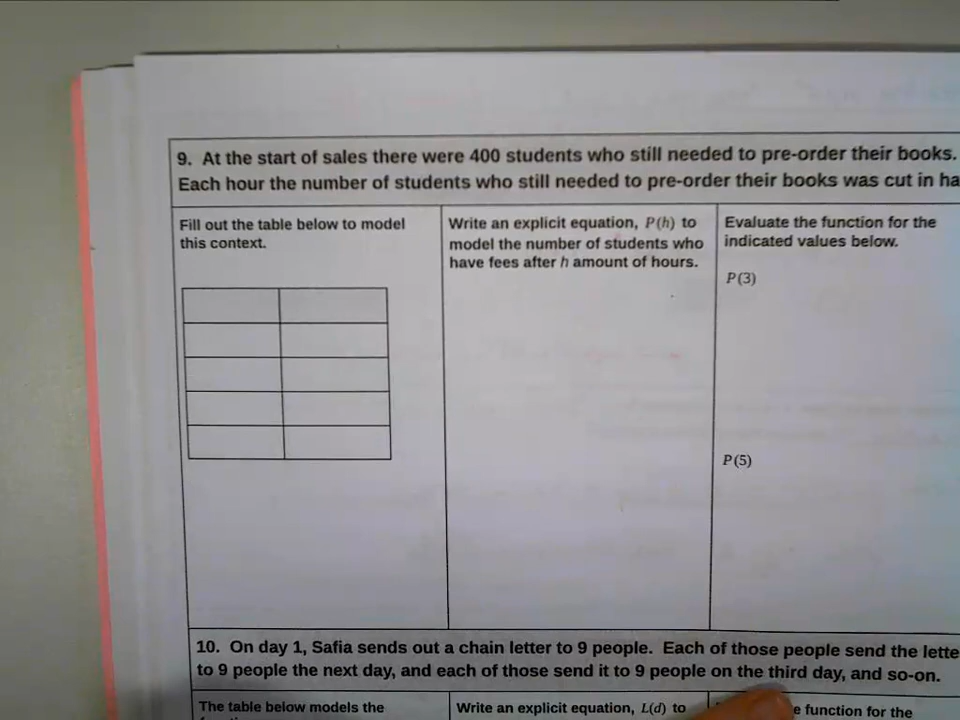 9. At the start of sales there were 400 students who still needed to pre-order their books.
Each hour the number of students who still needed to pre-order their books was cut in ha
Fill out the table below to model
this context.
Write an explicit equation, P(h) to
model the number of students who
have fees after h amount of hours.
Evaluate the function for the
indicated values below.
P(3)
P(5)
10. On day 1, Safia sends out a chain letter to 9 people. Each of those people send the lette
to 9 people the next day, and each of those send it to 9 people on the third day, and so-on.
The table below models the
Write an explicit equation, L(d) to
e function for the